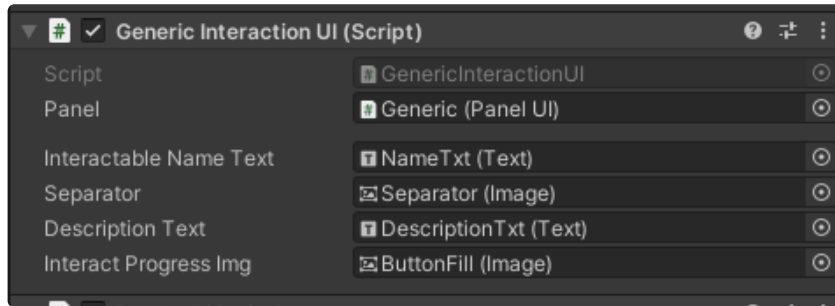 Generic Interaction UI (Script)
Script GenericInteractionUI
Panel Generic (Panel UI)
Interactable Name Text NameTxt (Text)
Separator Separator (Image)
Description Text DescriptionTxt (Text)
Interact Progress Img ButtonFill (Image)